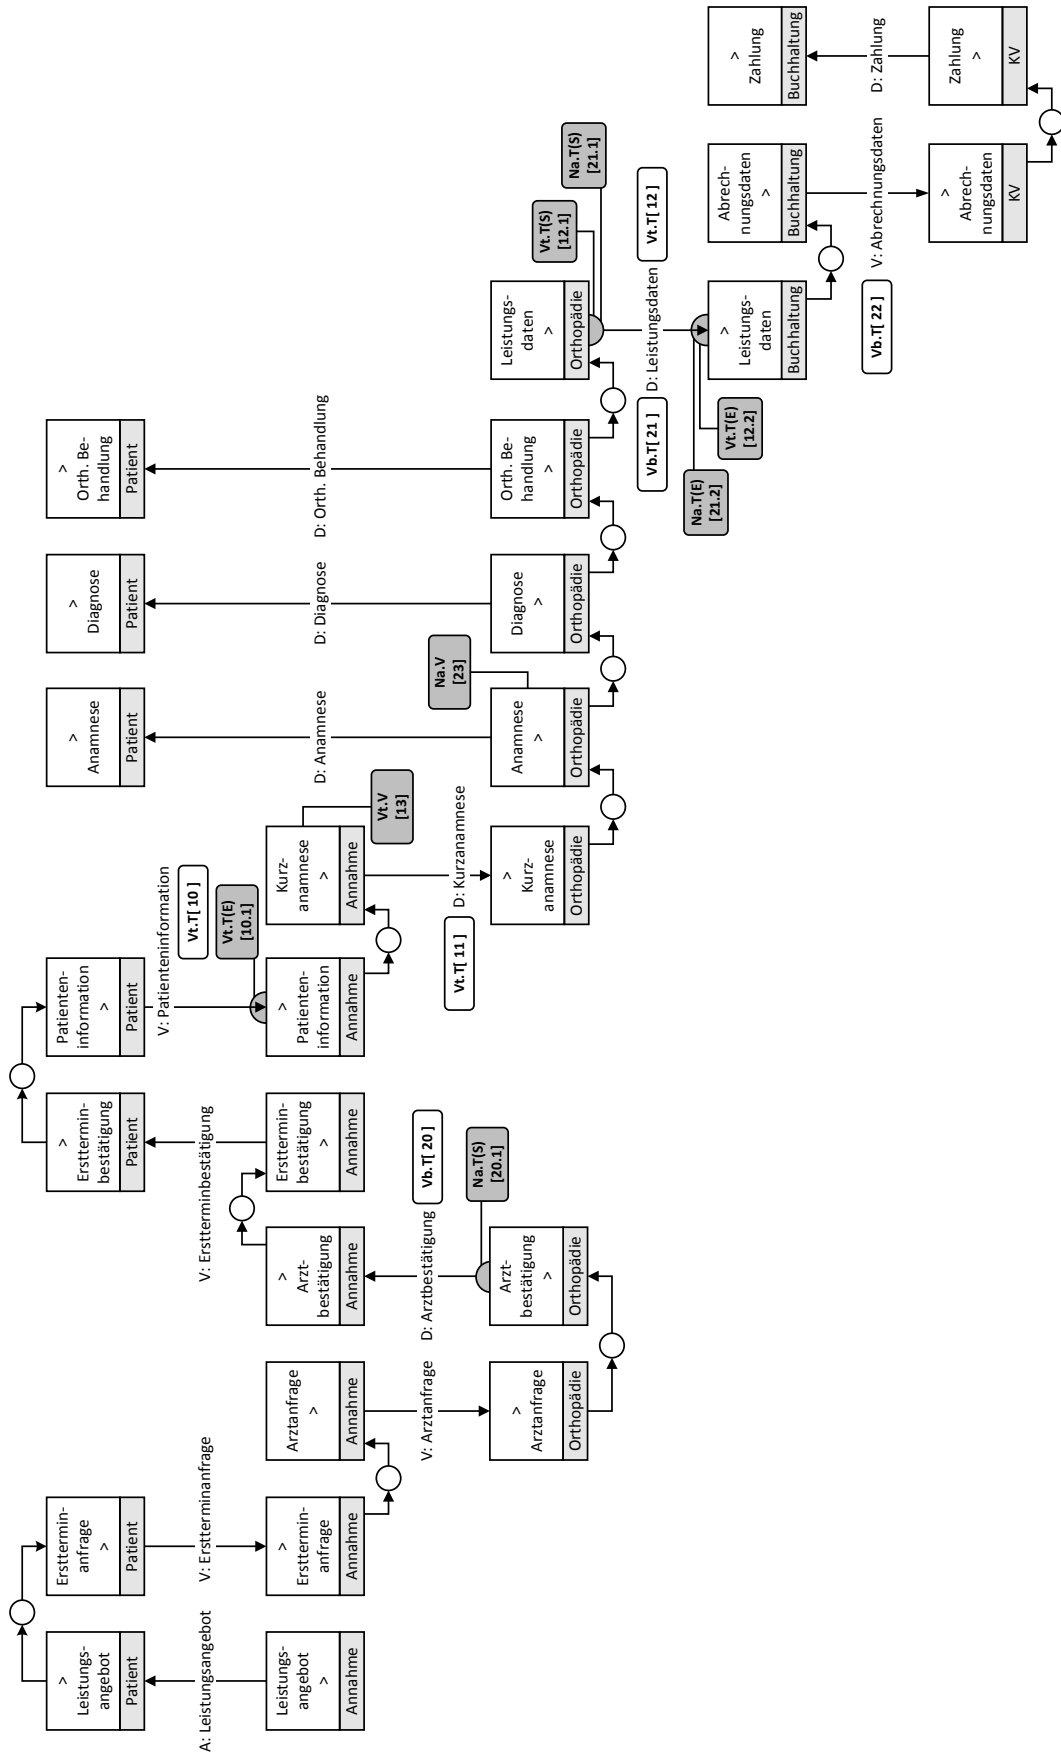 >
Leistungs-
angebot
Patient
A: Leistungsangebot
Leistungs-
angebot
>
Annahme
Ersttermin-
anfrage
>
Patient
V: Erstterminanfrage
>
Ersttermin-
anfrage
Annahme
Arztanfrage
>
Annahme
V: Arztanfrage
>
Arztanfrage
Orthopädie
>
Arzt-
bestätigung
Annahme
D: Arztbestätigung
Vb.T[ 20 ]
Na.T(S)
[20.1]
Arzt-
bestätigung
>
Orthopädie
>
Ersttermin-
bestätigung
Patient
V: Erstterminbestätigung
Ersttermin-
bestätigung
>
Annahme
Patienten-
information
>
Patient
V: Patienteninformation
Vt.T[ 10 ]
Vt.T(E)
[10.1]
>
Patienten-
information
Annahme
Kurz-
anamnese
>
Annahme
Vt.V
[13]
Vt.T[ 11 ]
D: Kurzanamnese
>
Kurz-
anamnese
Orthopädie
>
Anamnese
Patient
D: Anamnese
Na.V
[23]
Anamnese
>
Orthopädie
>
Diagnose
Patient
D: Diagnose
Diagnose
>
Orthopädie
>
Orth. Be-
handlung
Patient
D: Orth. Behandlung
Orth. Be-
handlung
>
Orthopädie
Leistungs-
daten
>
Orthopädie
Vt.T(S)
[12.1]
Na.T(S)
[21.1]
Vb.T[ 21 ]
D: Leistungsdaten
Vt.T[ 12 ]
Na.T(E)
[21.2]
Vt.T(E)
[12.2]
>
Leistungs-
daten
Buchhaltung
Abrech-
nungsdaten
>
Buchhaltung
Vb.T[ 22 ]
V: Abrechnungsdaten
>
Abrech-
nungsdaten
KV
>
Zahlung
Buchhaltung
D: Zahlung
Zahlung
>
KV